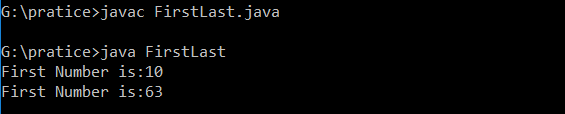 G:\pratice>javac FirstLast.java
G:\pratice>java FirstLast
First Number is:10
First Number is:63